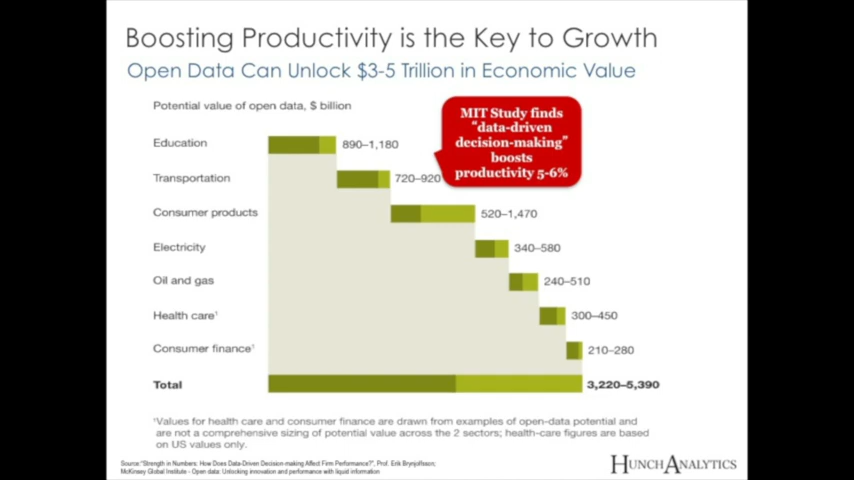 Boosting Productivity is the Key to Growth
Open Data Can Unlock $3-5 Trillion in Economic Value
Potential value of open data, $ billion
MIT Study finds
“data-driven
decision-making”
boosts
productivity 5-6%
Education 890–1,180
Transportation 720–920
Consumer products 520–1,470
Electricity 340–580
Oil and gas 240–510
Health care¹ 300–450
Consumer finance¹ 210–280
Total 3,220–5,390
¹Values for health care and consumer finance are drawn from examples of open-data potential and
are not a comprehensive sizing of potential value across the 2 sectors; health-care figures are based
on US values only.
Source:"Strength in Numbers: How Does Data-Driven Decision-making Affect Firm Performance?", Prof. Erik Brynjolfsson;
McKinsey Global Institute - Open data: Unlocking innovation and performance with liquid information
HUNCHANALYTICS